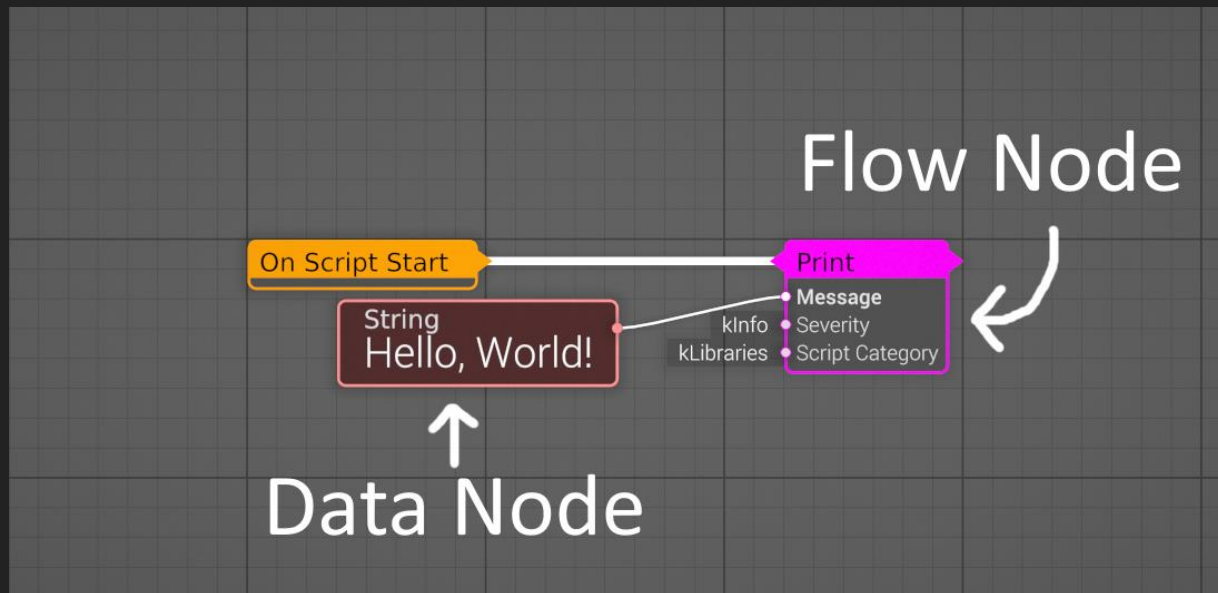 Flow Node
On Script Start
Print
Message
String
Hello, World!
kInfo
Severity
kLibraries
Script Category
Data Node